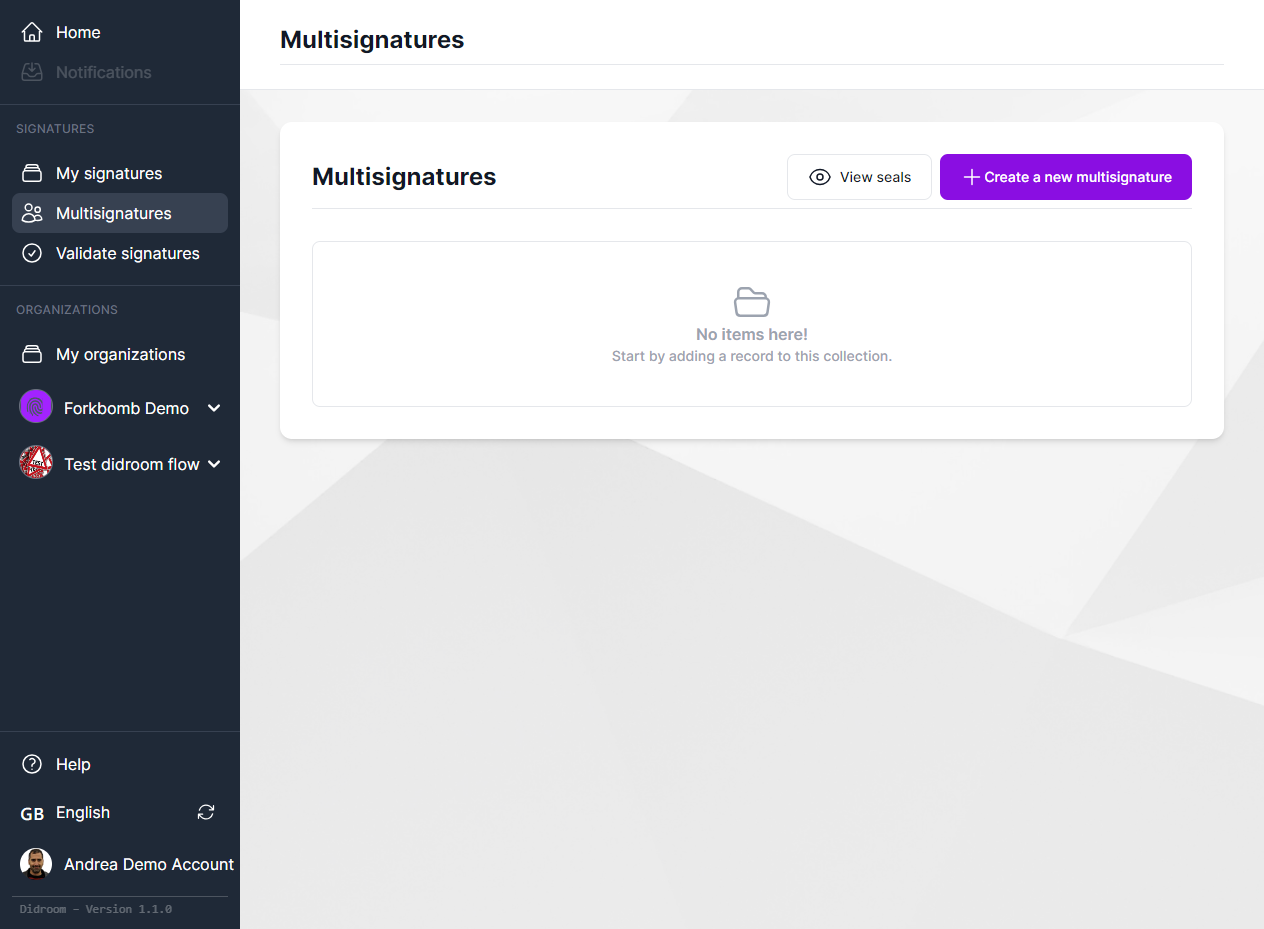 Home
Notifications
SIGNATURES
My signatures
Multisignatures
Validate signatures
ORGANIZATIONS
My organizations
Forkbomb Demo
Test didroom flow
Help
GB English
Andrea Demo Account
Didroom – Version 1.1.0
Multisignatures
Multisignatures
View seals
Create a new multisignature
No items here!
Start by adding a record to this collection.